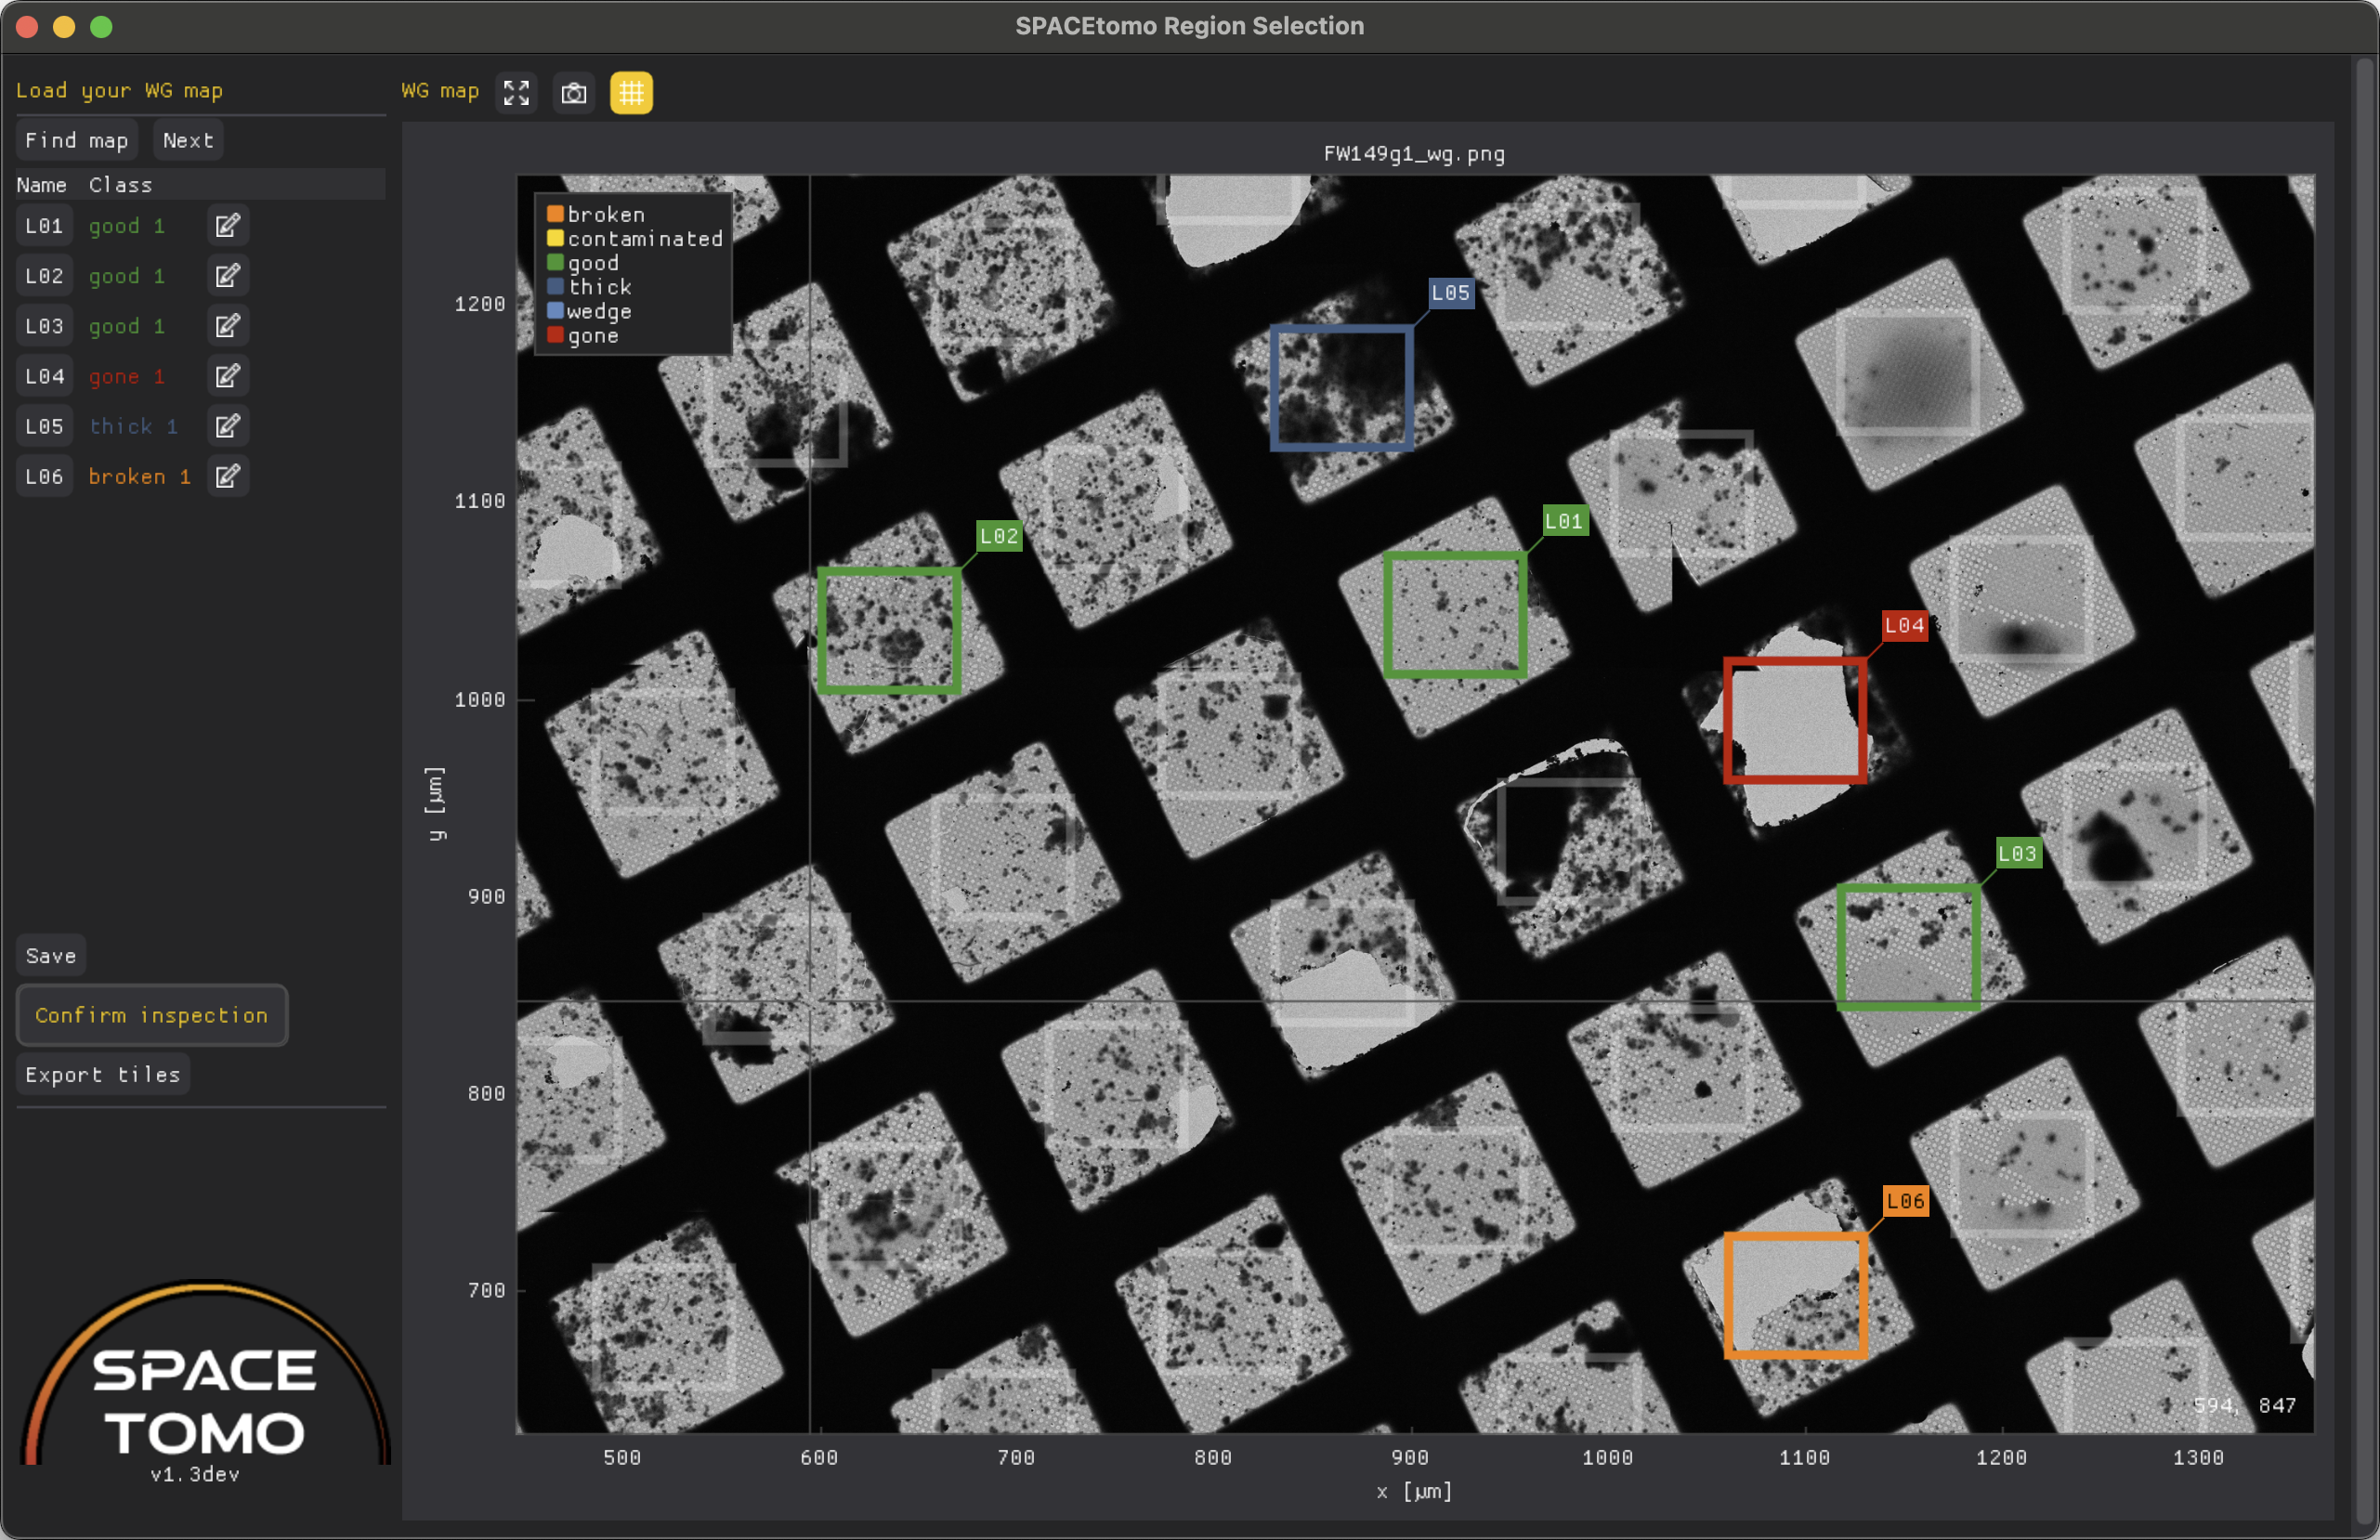 SPACEtomo Region Selection
Load your WG map
Find map Next
Name Class
L01 good 1
L02 good 1
L03 good 1
L04 gone 1
L05 thick 1
L06 broken 1
Save
Confirm inspection
Export tiles
SPACE
TOMO
v1.3dev
WG map
FW149g1_wg.png
broken
contaminated
good
thick
wedge
gone
L05
L01
L02
L04
L03
L06
1200
1100
1000
900
800
700
y [µm]
594, 847
500 600 700 800 900 1000 1100 1200 1300
x [µm]